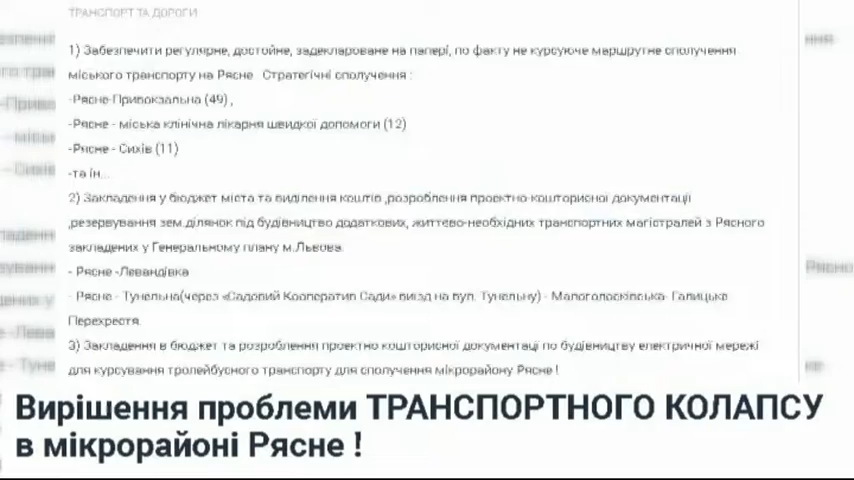 ТРАНСПОРТ ТА ДОРОГИ
1) Забезпечити регулярне, достойне, задеклароване на папері, по факту не курсуюче маршрутне сполучення
міського транспорту на Рясне Стратегічні сполучення :
-Рясне-Привокзальна (49) ,
-Рясне - міська клінічна лікарня швидкої допомоги (12)
-Рясне - Сихів (11)
-та ін...
2) Закладення у бюджет міста та виділення коштів ,розроблення проектно-кошторисної документації
,резервування зем.ділянок під будівництво додаткових, життєво-необхідних транспортних магістралей з Рясного
закладених у Генеральному плану м.Львова.
- Рясне -Левандівка
- Рясне - Тунельна(через «Садовий Кооператив Сади» виїзд на вул. Тунельну) - Малоголосківська- Галицьке
Перехрестя.
3) Закладення в бюджет та розроблення проектно кошторисної документації по будівництву електричної мережі
для курсування тролейбусного транспорту для сполучення мікрорайону Рясне !
Вирішення проблеми ТРАНСПОРТНОГО КОЛАПСУ
в мікрорайоні Рясне !